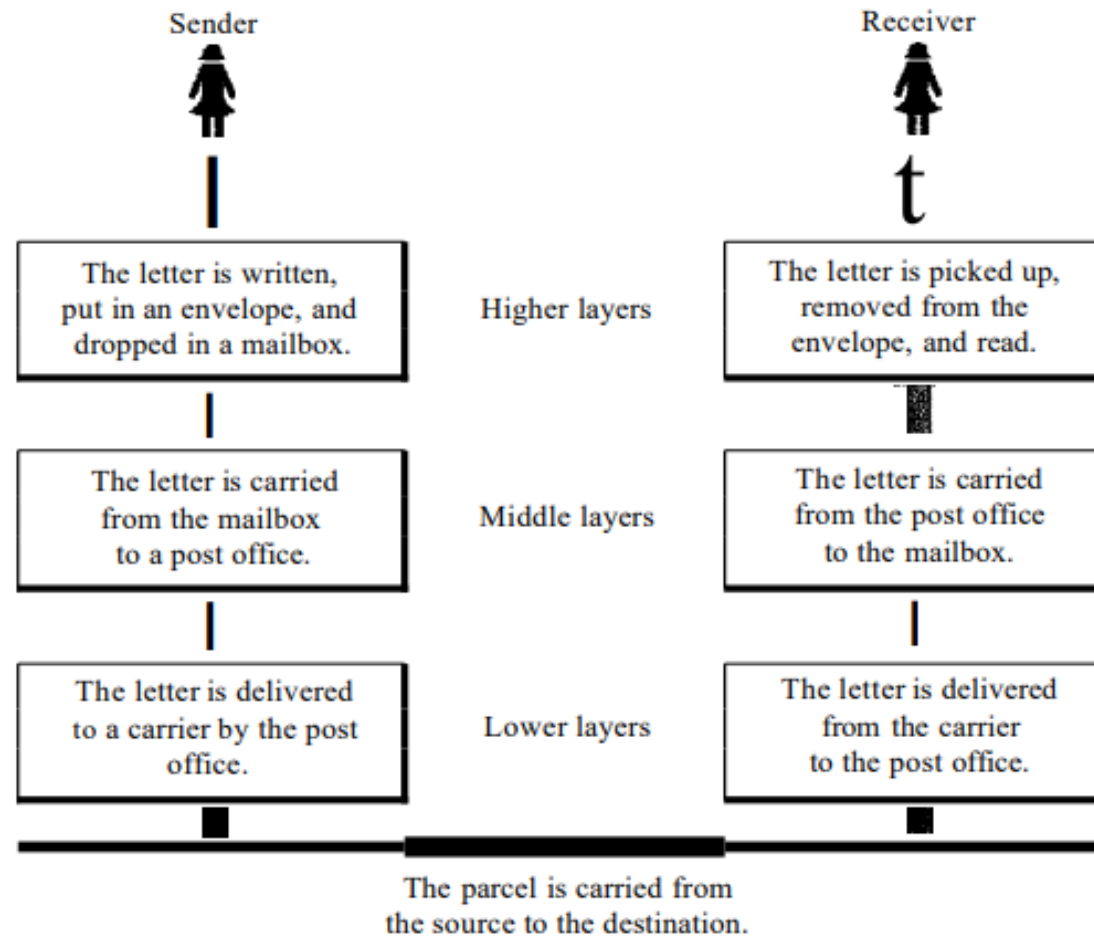 Sender
Receiver
t
The letter is written,
put in an envelope, and
dropped in a mailbox.
Higher layers
The letter is picked up,
removed from the
envelope, and read.
The letter is carried
from the mailbox
to a post office.
Middle layers
The letter is carried
from the post office
to the mailbox.
The letter is delivered
to a carrier by the post
office.
Lower layers
The letter is delivered
from the carrier
to the post office.
The parcel is carried from
the source to the destination.